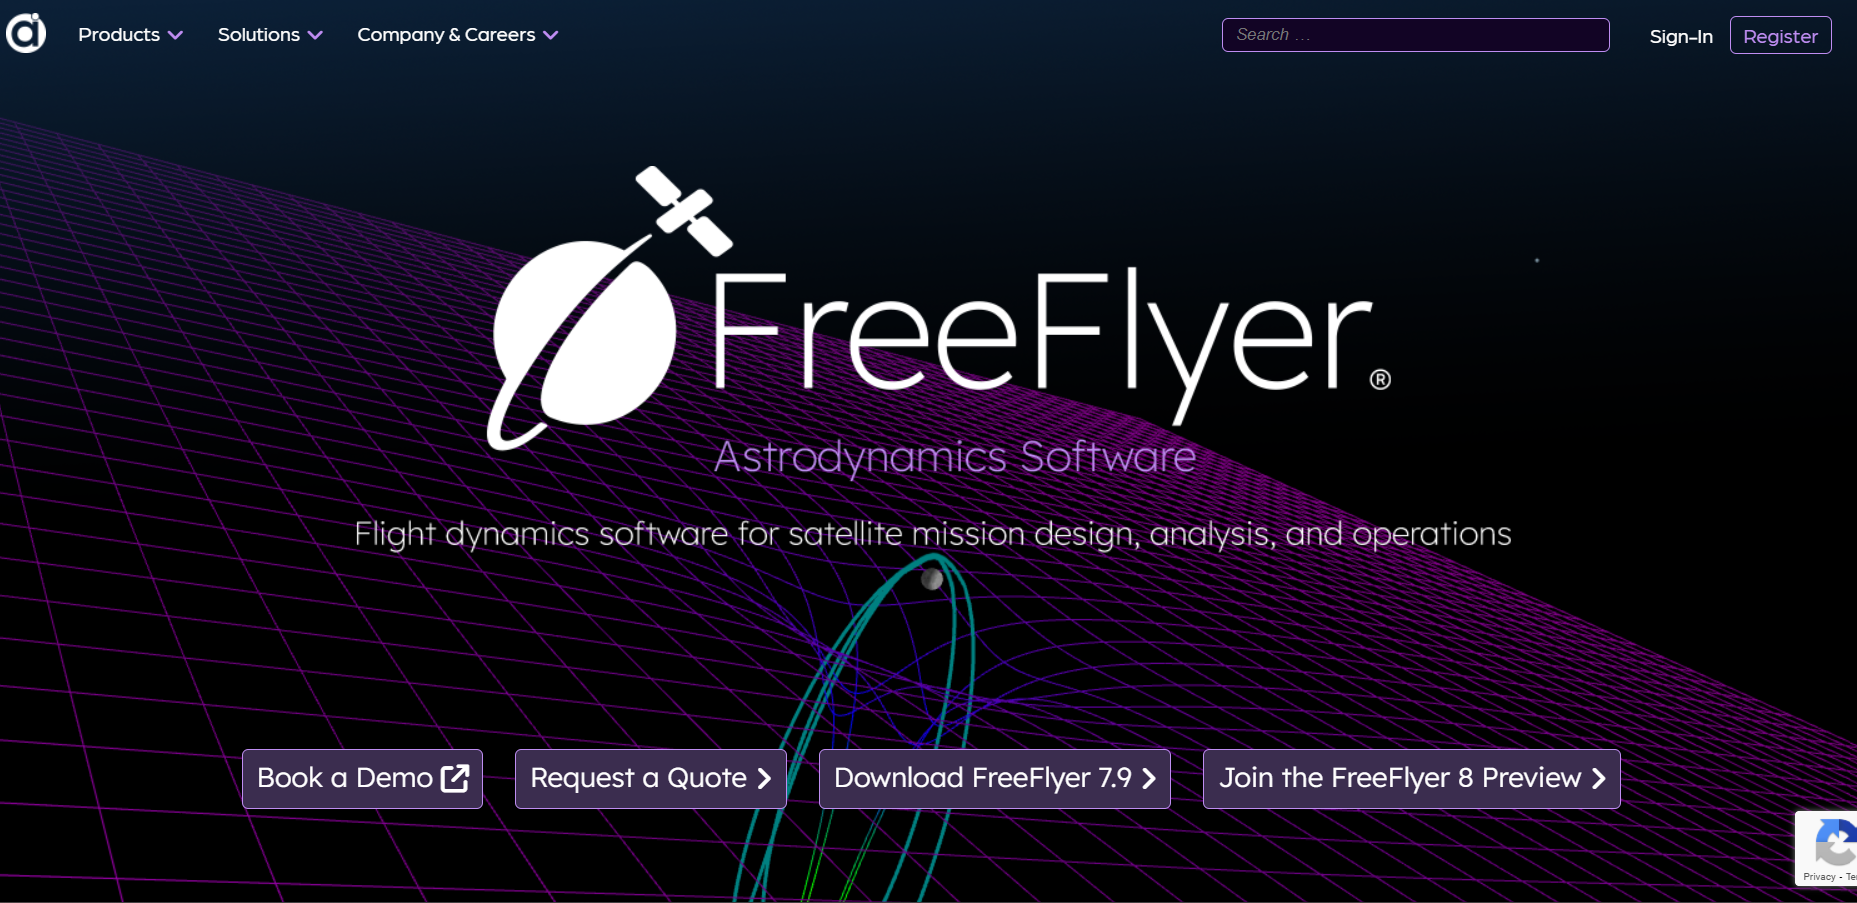 Products
Solutions
Company & Careers
Search ...
Sign-In
Register
FreeFlyer®
Astrodynamics Software
Flight dynamics software for satellite mission design, analysis, and operations
Book a Demo
Request a Quote
Download FreeFlyer 7.9
Join the FreeFlyer 8 Preview
Privacy -